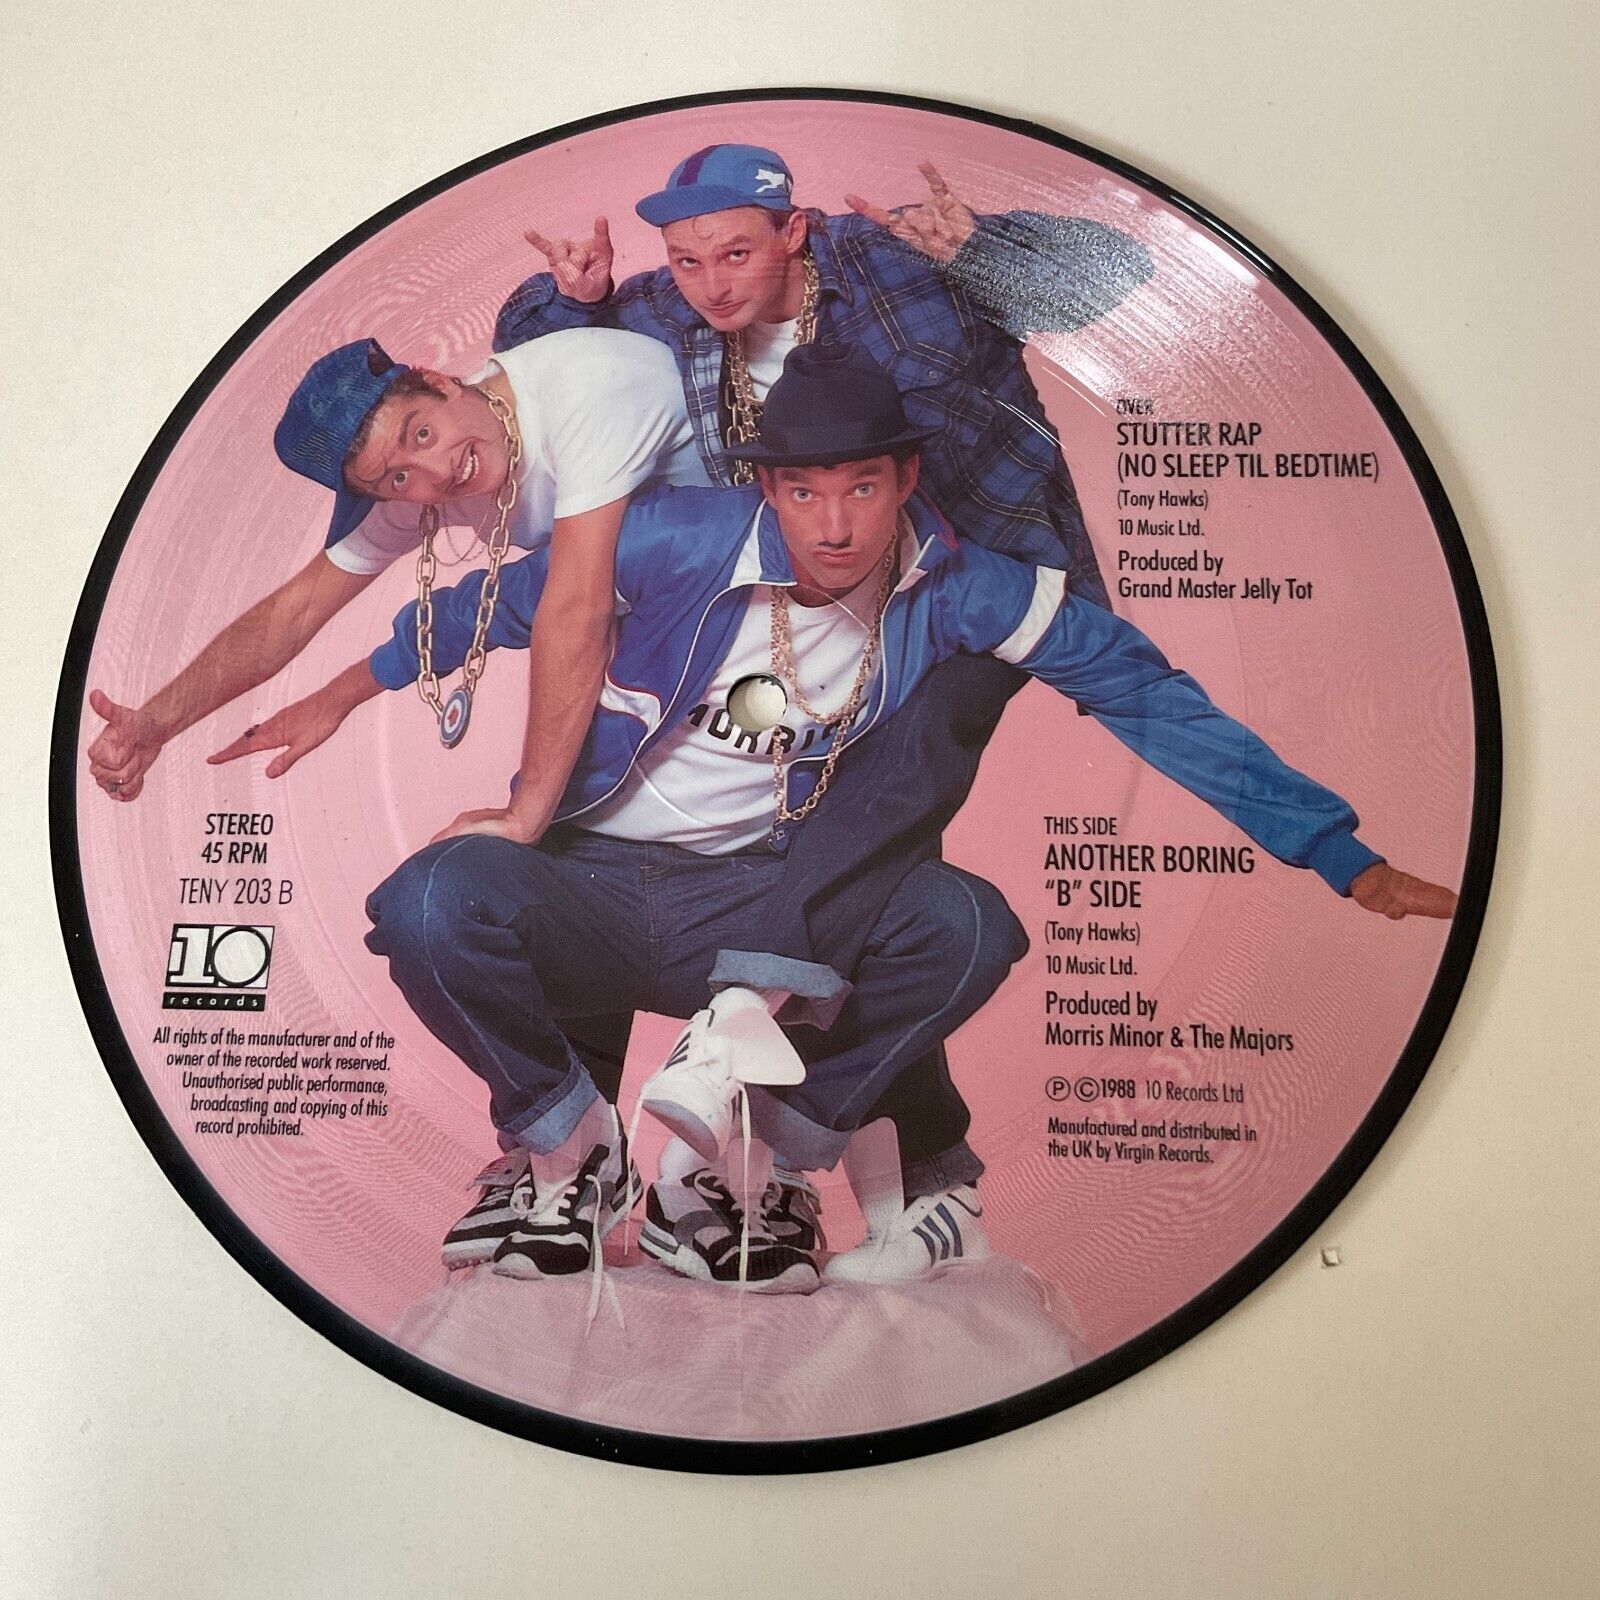 OVER
STUTTER RAP
(NO SLEEP TIL BEDTIME)
(Tony Hawks)
10 Music Ltd.
Produced by
Grand Master Jelly Tot
STEREO
45 RPM
TENY 203 B
10
records
All rights of the manufacturer and of the
owner of the recorded work reserved.
Unauthorised public performance,
broadcasting and copying of this
record prohibited.
THIS SIDE
ANOTHER BORING
"B" SIDE
(Tony Hawks)
10 Music Ltd.
Produced by
Morris Minor & The Majors
Ⓟ ©1988 10 Records Ltd
Manufactured and distributed in
the UK by Virgin Records.